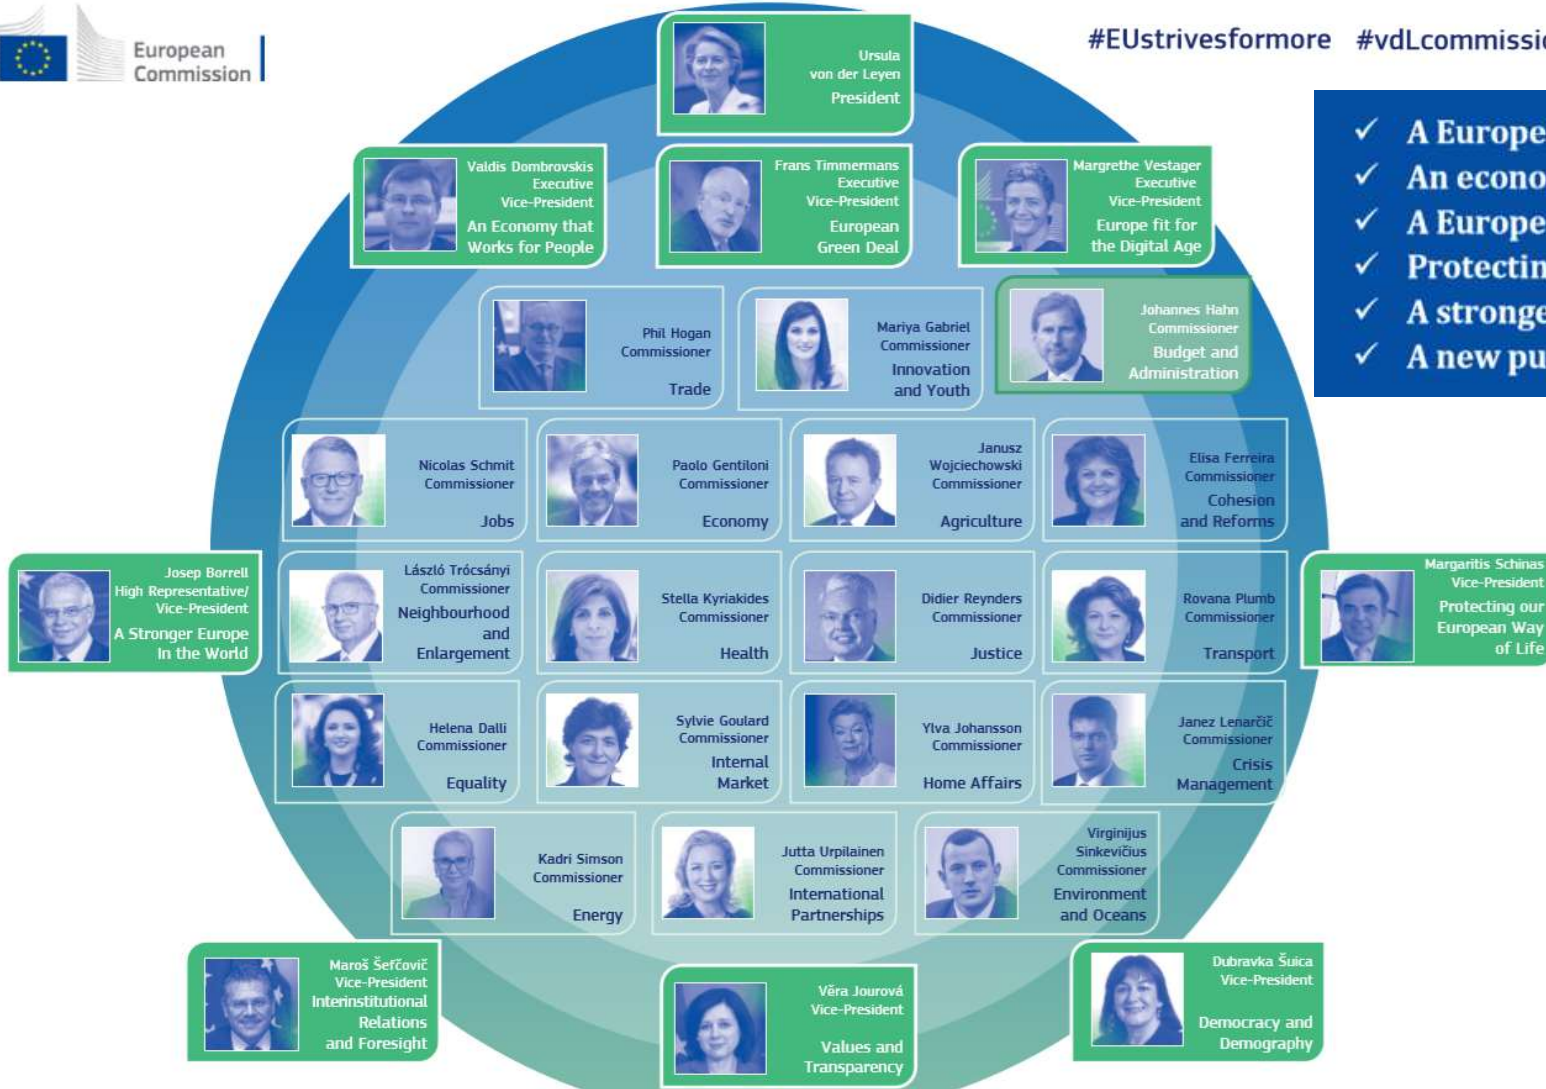 European
Commission
#EUstrivesformore #vdLcommissi
A Europe
An econo
A Europe
Protectin
A stronge
A new pu
Ursula
von der Leyen
President
Valdis Dombrovskis
Executive
Vice-President
An Economy that
Works for People
Frans Timmermans
Executive
Vice-President
European
Green Deal
Margrethe Vestager
Executive
Vice-President
Europe fit for
the Digital Age
Phil Hogan
Commissioner
Trade
Mariya Gabriel
Commissioner
Innovation
and Youth
Johannes Hahn
Commissioner
Budget and
Administration
Nicolas Schmit
Commissioner
Jobs
Paolo Gentiloni
Commissioner
Economy
Janusz
Wojciechowski
Commissioner
Agriculture
Elisa Ferreira
Commissioner
Cohesion
and Reforms
Josep Borrell
High Representative/
Vice-President
A Stronger Europe
In the World
László Trócsányi
Commissioner
Neighbourhood
and
Enlargement
Stella Kyriakides
Commissioner
Health
Didier Reynders
Commissioner
Justice
Rovana Plumb
Commissioner
Transport
Margaritis Schinas
Vice-President
Protecting our
European Way
of Life
Helena Dalli
Commissioner
Equality
Sylvie Goulard
Commissioner
Internal
Market
Ylva Johansson
Commissioner
Home Affairs
Janez Lenarčič
Commissioner
Crisis
Management
Kadri Simson
Commissioner
Energy
Jutta Urpilainen
Commissioner
International
Partnerships
Virginijus
Sinkevičius
Commissioner
Environment
and Oceans
Maroš Šefčovič
Vice-President
Interinstitutional
Relations
and Foresight
Věra Jourová
Vice-President
Values and
Transparency
Dubravka Šuica
Vice-President
Democracy and
Demography